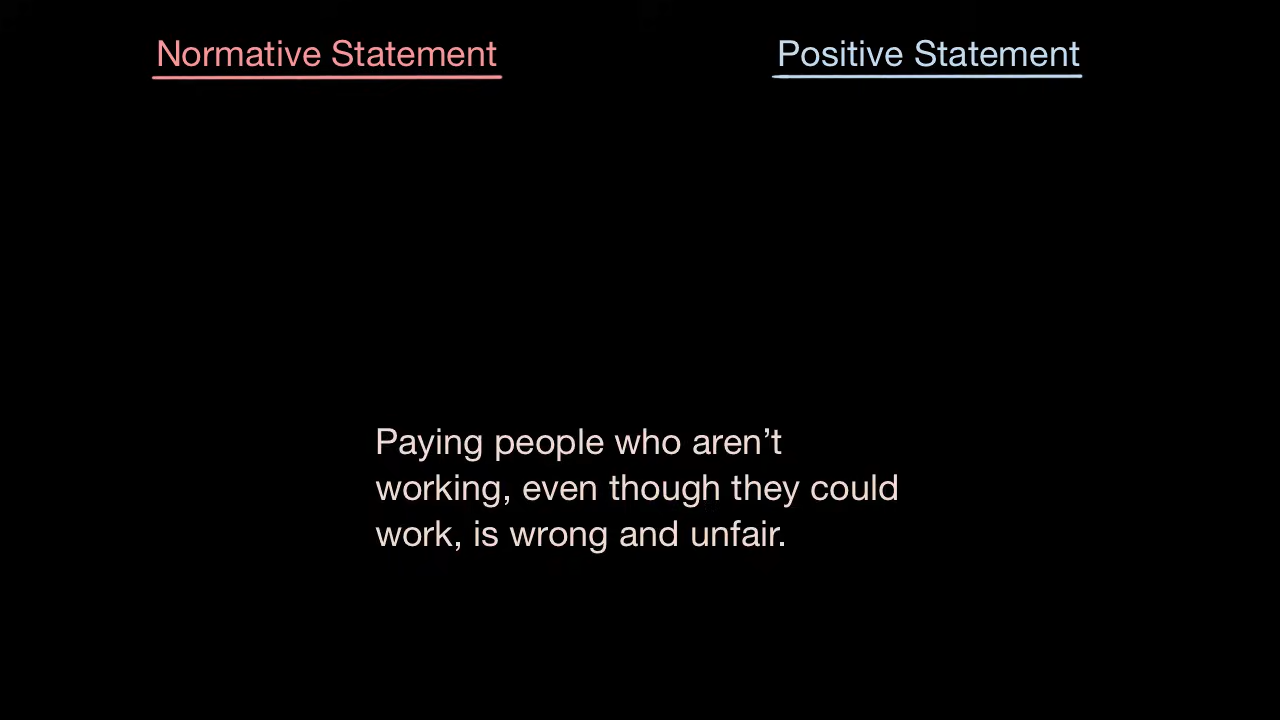 Normative Statement
Positive Statement
Paying people who aren’t
working, even though they could
work, is wrong and unfair.